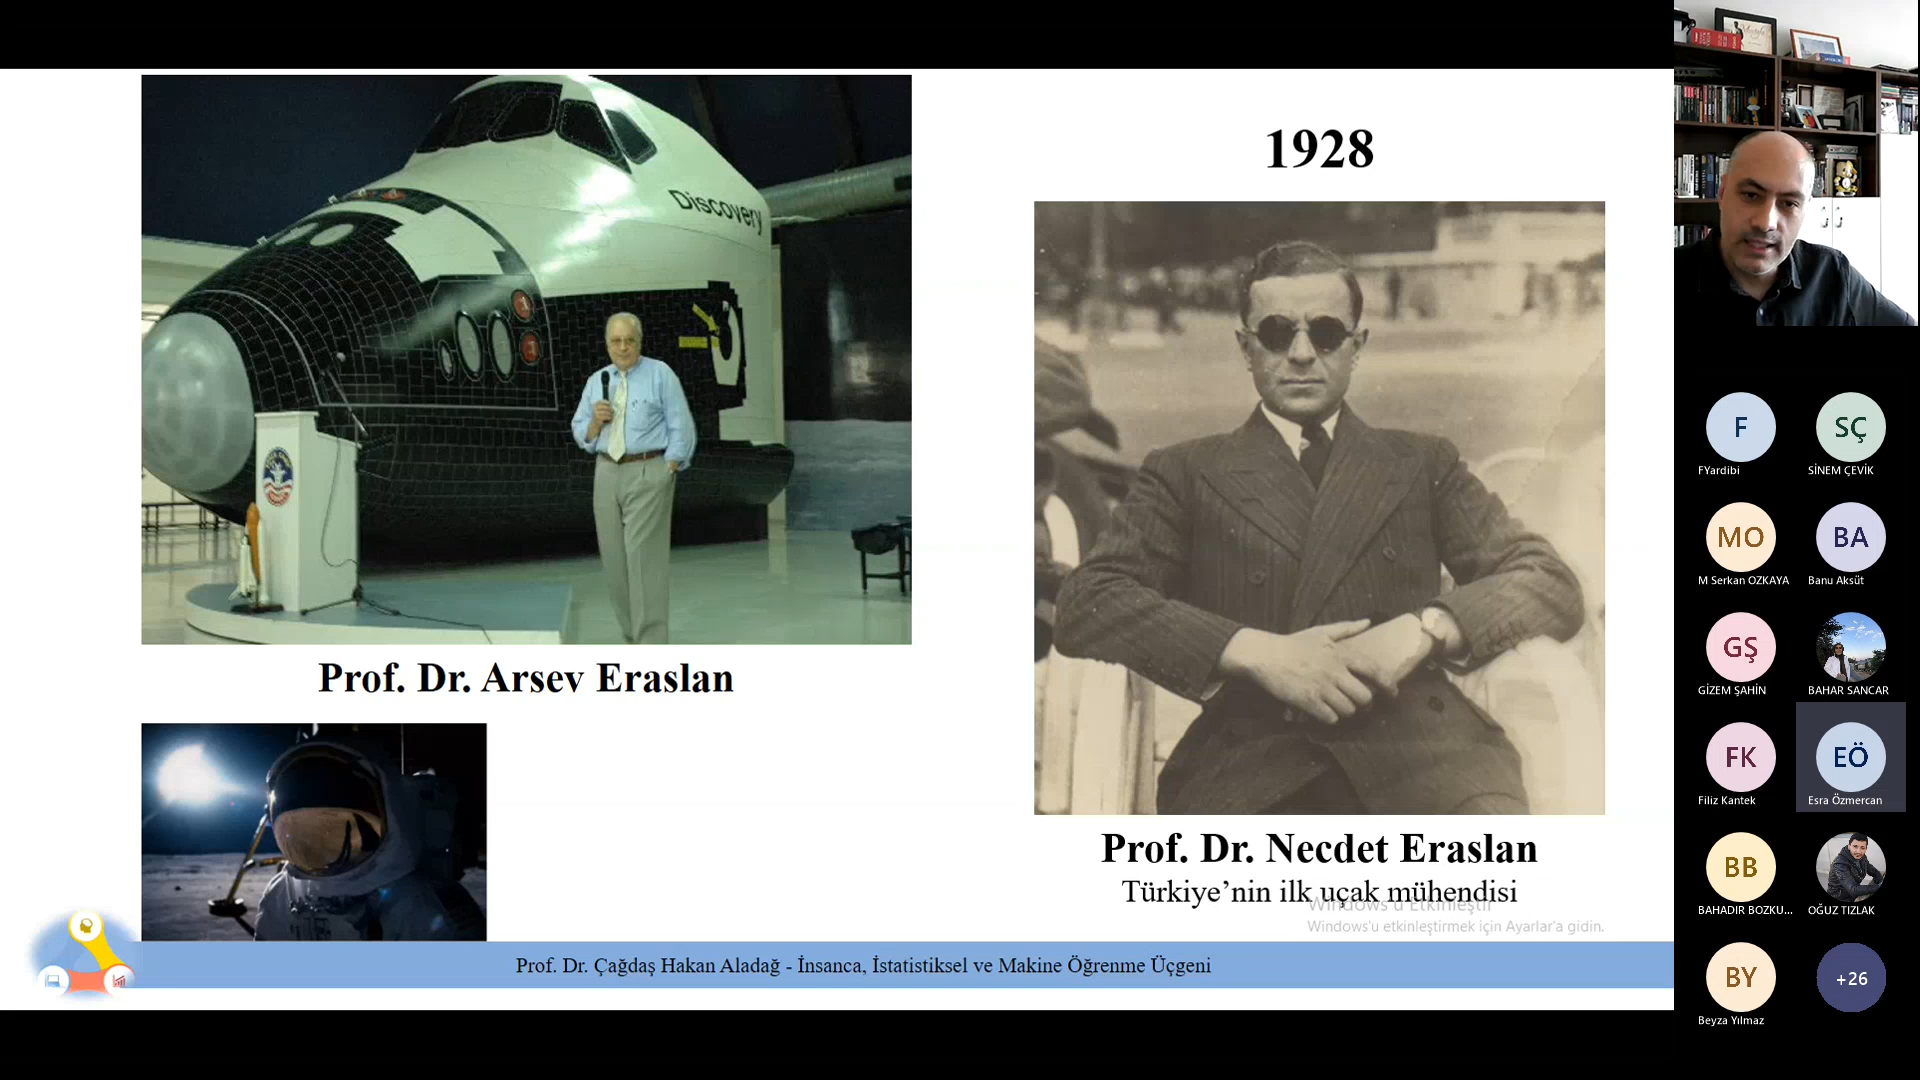 Discovery
1928
Prof. Dr. Arsev Eraslan
Prof. Dr. Necdet Eraslan
Türkiye’nin ilk uçak mühendisi
Windows'u Etkinleştir
Windows'u etkinleştirmek için Ayarlar'a gidin.
Prof. Dr. Çağdaş Hakan Aladağ - İnsanca, İstatistiksel ve Makine Öğrenme Üçgeni
F
FYardibi
SÇ
SİNEM ÇEVİK
MO
M Serkan OZKAYA
BA
Banu Aksüt
GŞ
GİZEM ŞAHİN
BAHAR SANCAR
FK
Filiz Kantek
EÖ
Esra Özmercan
BB
BAHADIR BOZKU...
OĞUZ TIZLAK
BY
Beyza Yılmaz
+26